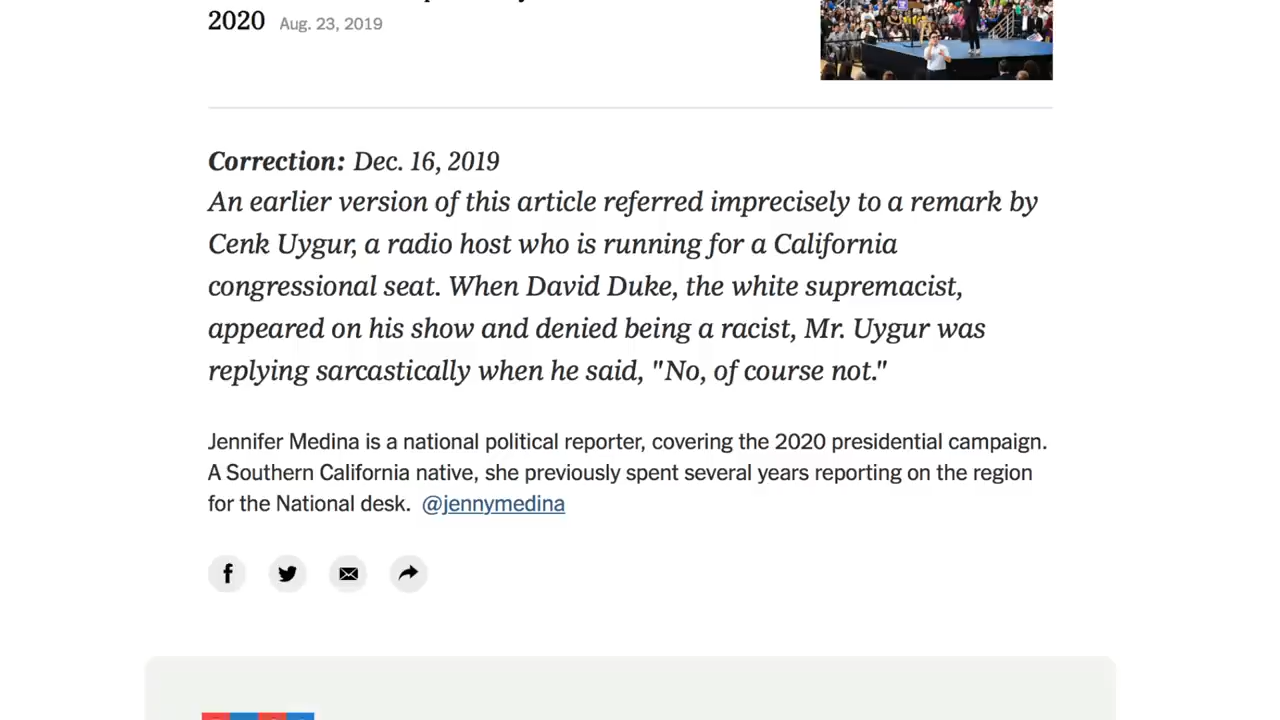 2020 Aug. 23, 2019
Correction: Dec. 16, 2019
An earlier version of this article referred imprecisely to a remark by
Cenk Uygur, a radio host who is running for a California
congressional seat. When David Duke, the white supremacist,
appeared on his show and denied being a racist, Mr. Uygur was
replying sarcastically when he said, "No, of course not."
Jennifer Medina is a national political reporter, covering the 2020 presidential campaign.
A Southern California native, she previously spent several years reporting on the region
for the National desk. @jennymedina